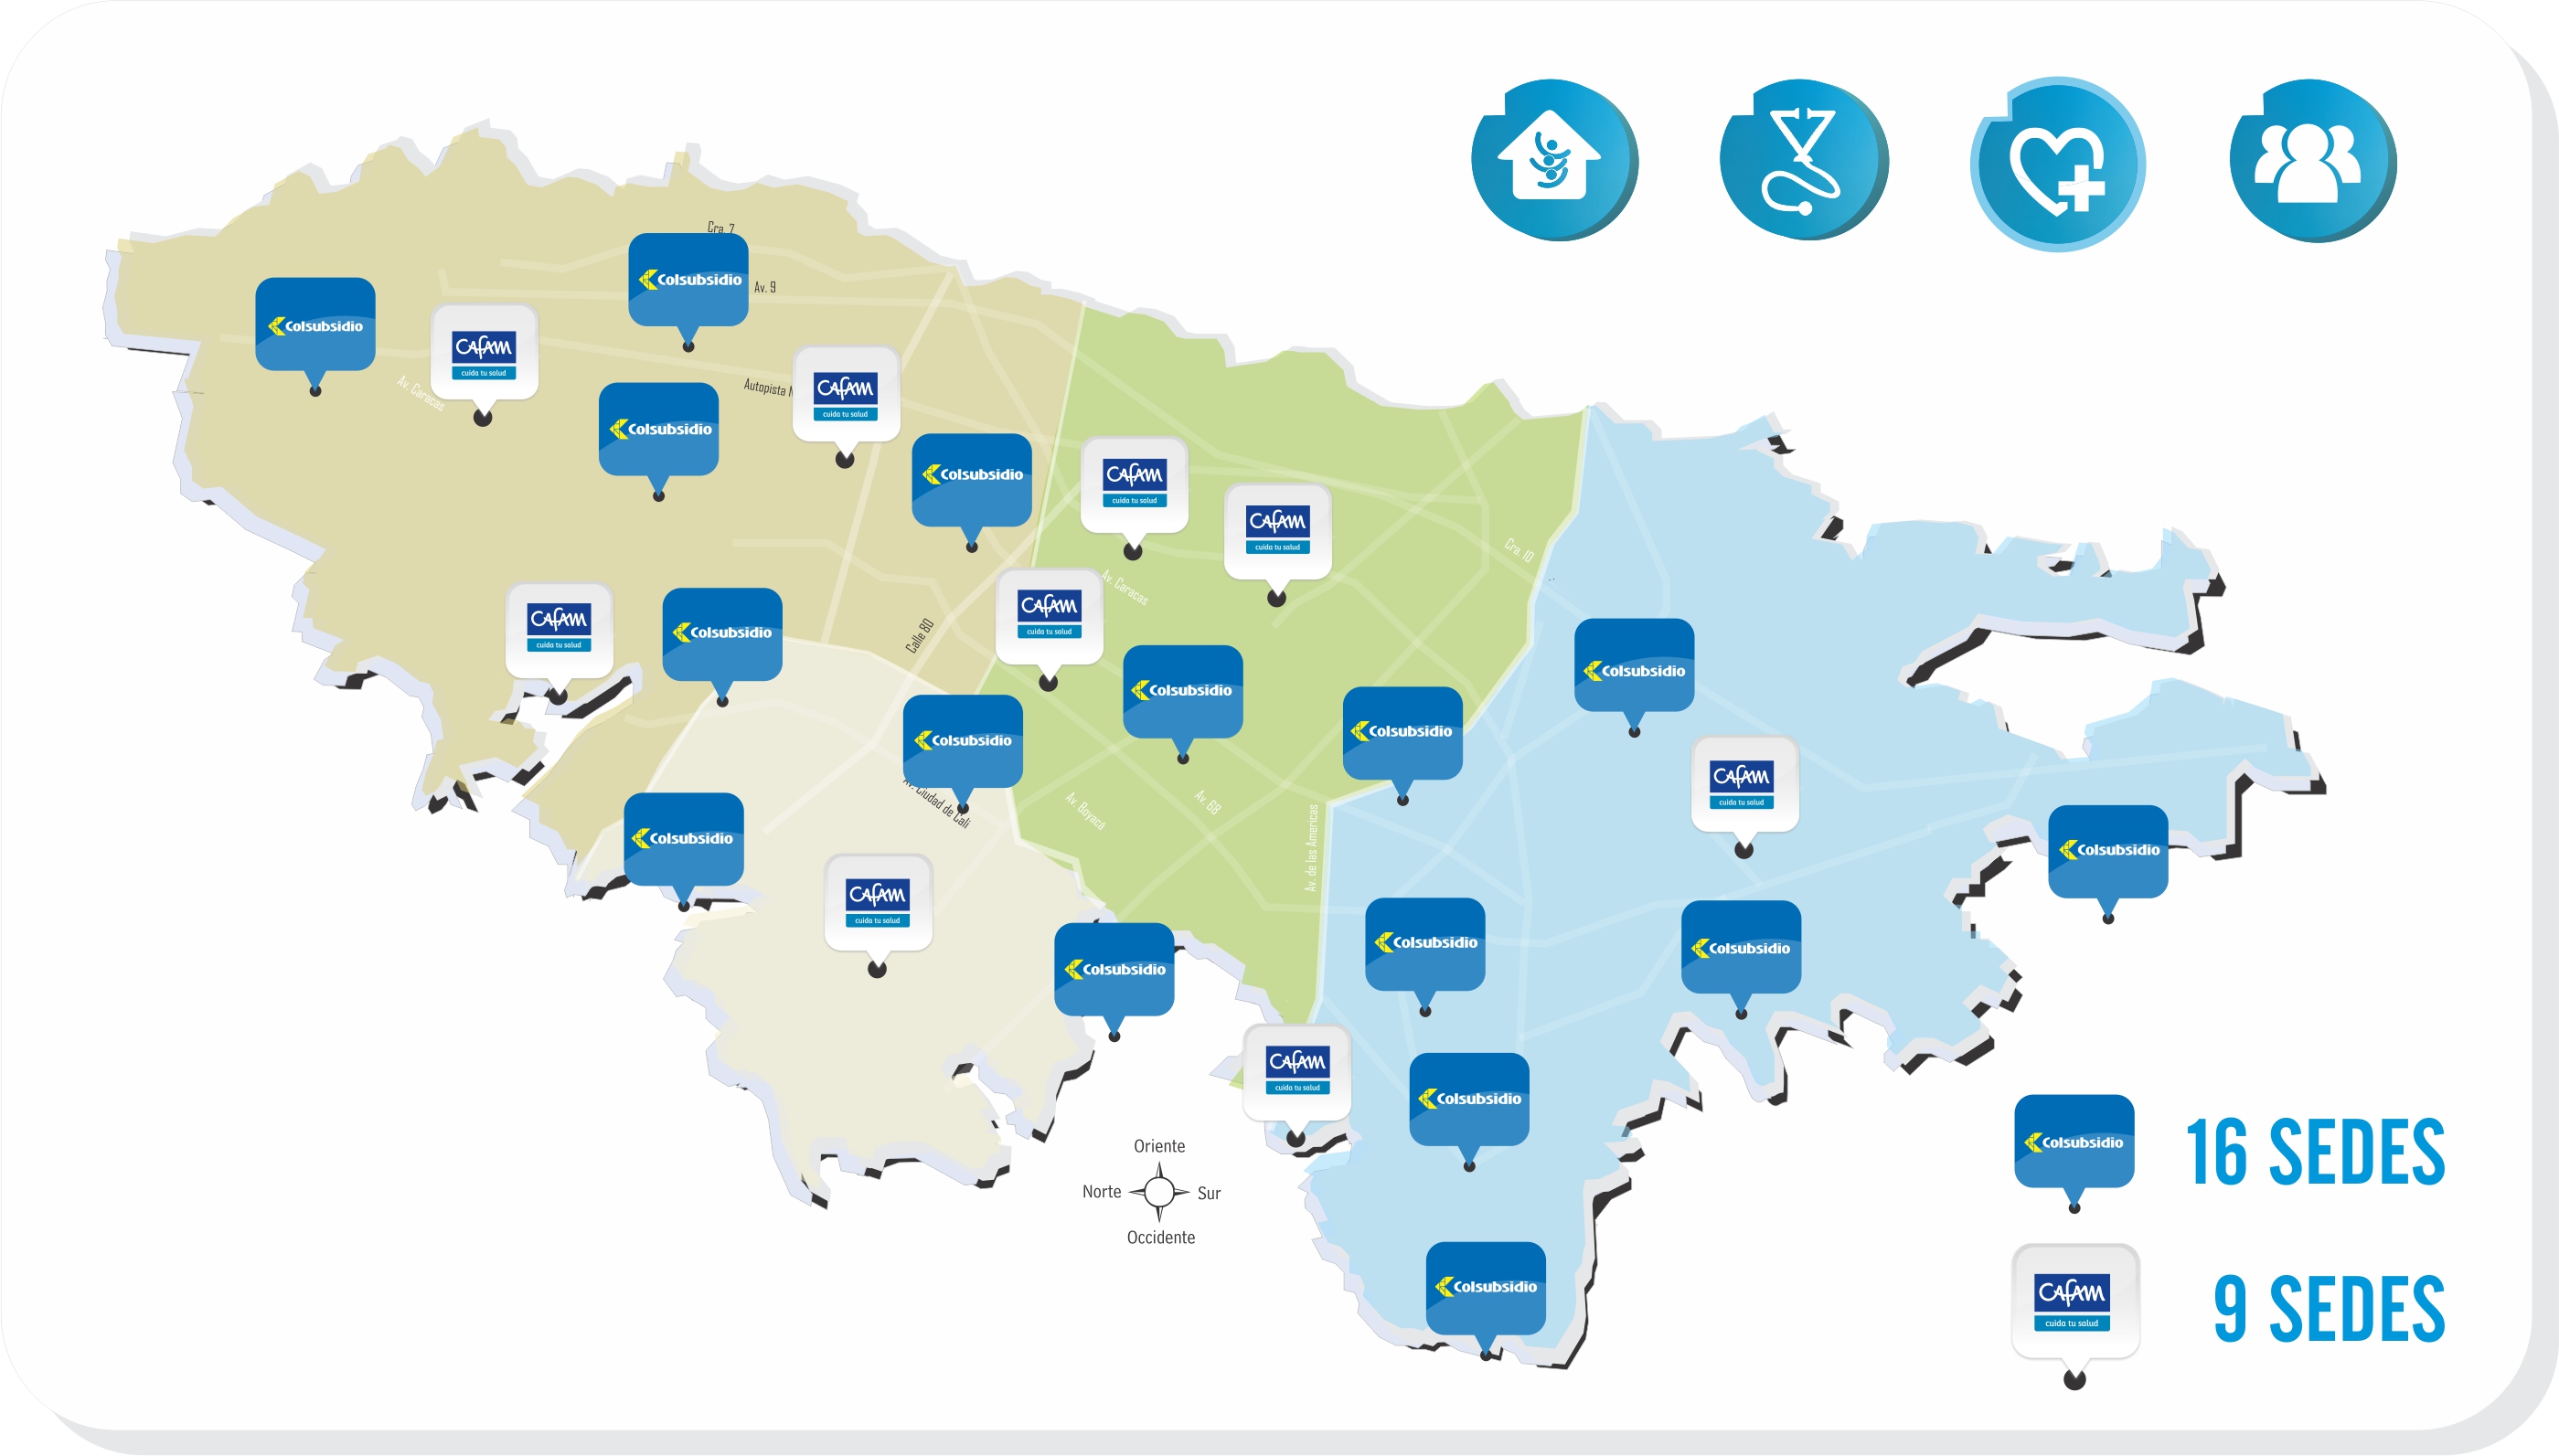 Cra. 7
Colsubsidio
Av. 9
Colsubsidio
CAfAM
cuida tu salud
Av. Caracas
Autopista N
CAfAM
cuida tu salud
Colsubsidio
Colsubsidio
CAfAM
cuida tu salud
CAfAM
cuida tu salud
Cra. 10
Av. Caracas
CAfAM
cuida tu salud
CAfAM
cuida tu salud
Colsubsidio
Calle 80
Colsubsidio
Colsubsidio
Colsubsidio
Colsubsidio
CAfAM
cuida tu salud
Av. Ciudad de Cali
Av. Boyacá
Av. 68
Av. de las Americas
Colsubsidio
Colsubsidio
CAfAM
cuida tu salud
Colsubsidio
Colsubsidio
Colsubsidio
CAfAM
cuida tu salud
Colsubsidio
Oriente
Norte
Sur
Occidente
Colsubsidio
Colsubsidio
16 SEDES
CAfAM
cuida tu salud
9 SEDES